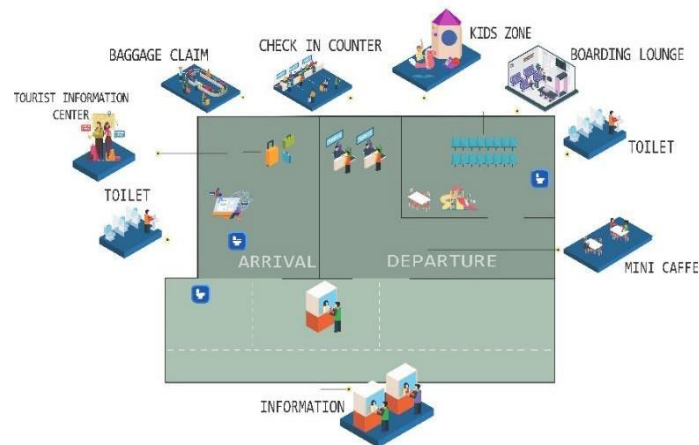 KIDS ZONE
CHECK IN COUNTER
BAGGAGE CLAIM
BOARDING LOUNGE
TOURIST INFORMATION
CENTER
TOILET
TOILET
ARRIVAL
DEPARTURE
MINI CAFFE
INFORMATION